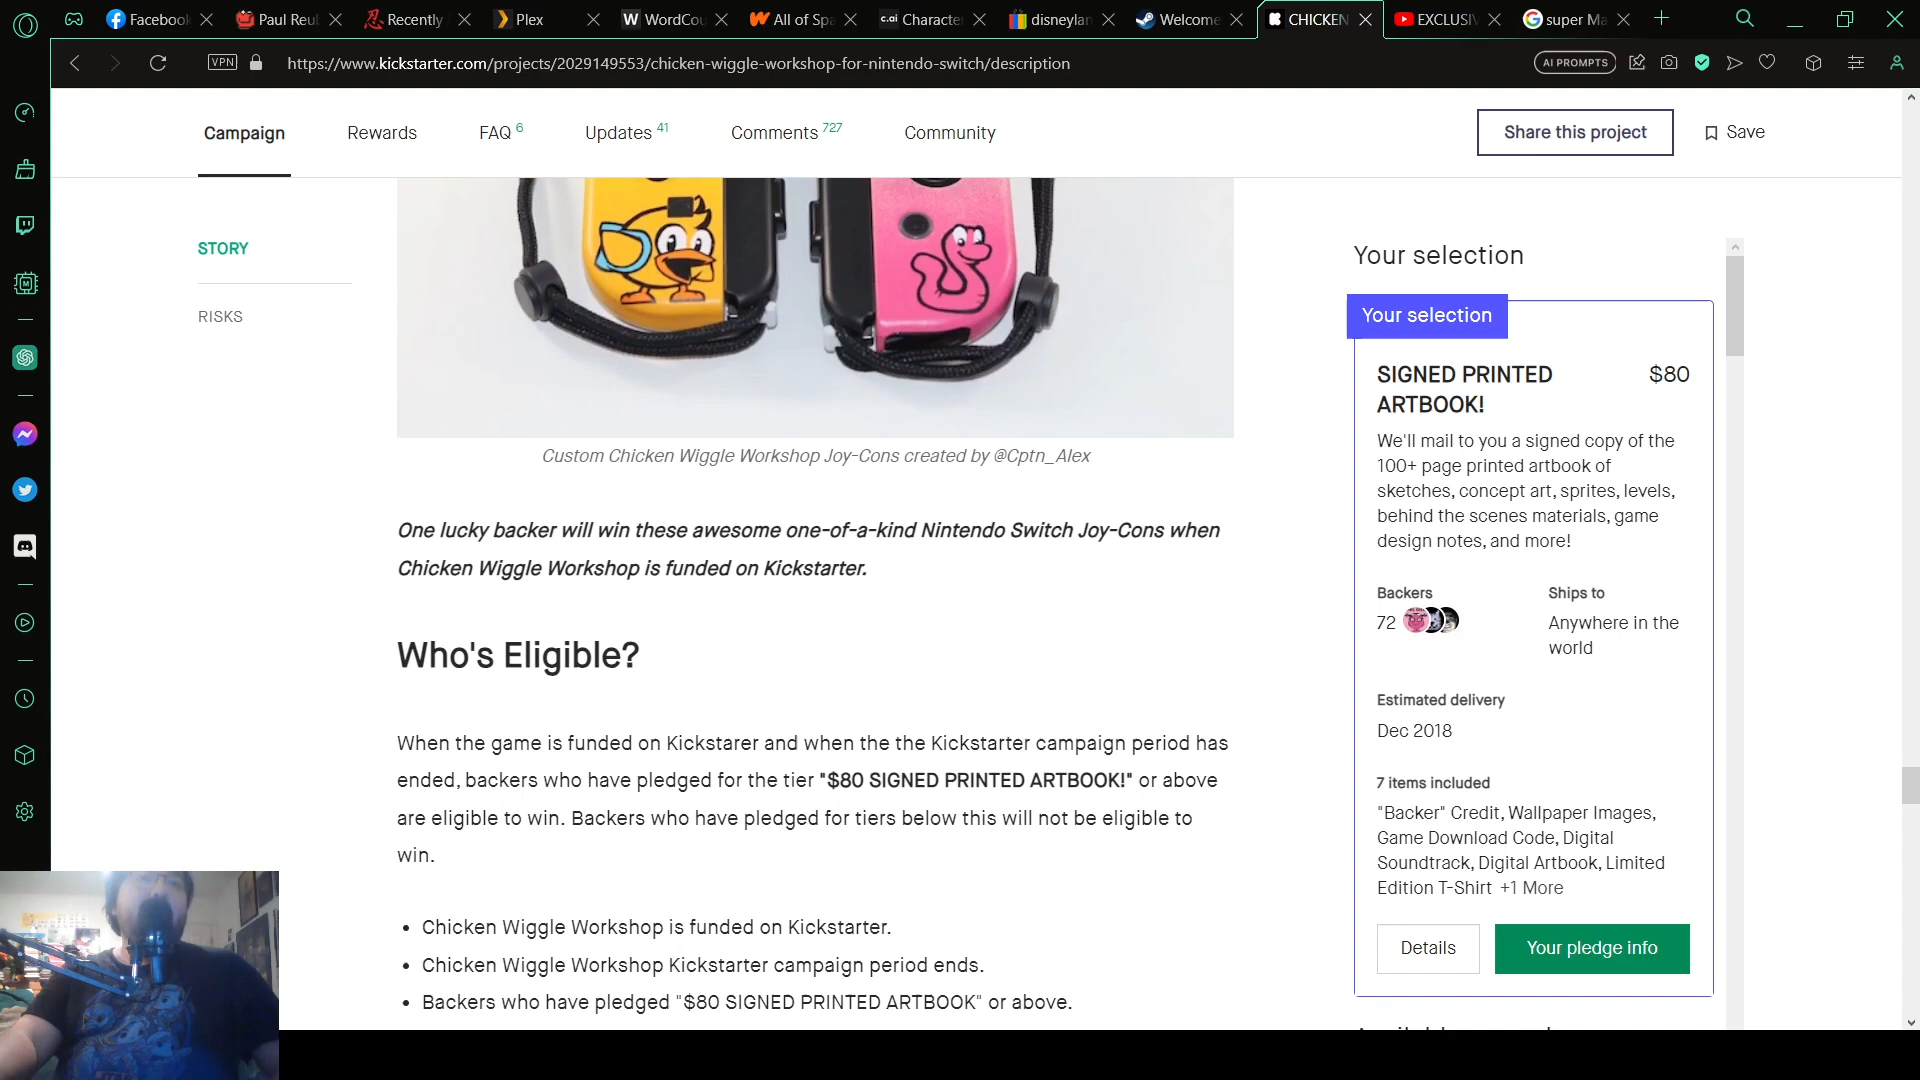 Facebook
Paul Reu
Recently
Plex
WordCou
All of Spa
c.ai Character
disneylan
Welcome
CHICKEN
EXCLUSIV
super Ma
VPN
https://www.kickstarter.com/projects/2029149553/chicken-wiggle-workshop-for-nintendo-switch/description
AI PROMPTS
Campaign
Rewards
FAQ 6
Updates 41
Comments 727
Community
Share this project
Save
STORY
RISKS
Custom Chicken Wiggle Workshop Joy-Cons created by @Cptn_Alex
One lucky backer will win these awesome one-of-a-kind Nintendo Switch Joy-Cons when
Chicken Wiggle Workshop is funded on Kickstarter.
Who's Eligible?
When the game is funded on Kickstarer and when the the Kickstarter campaign period has
ended, backers who have pledged for the tier "$80 SIGNED PRINTED ARTBOOK!" or above
are eligible to win. Backers who have pledged for tiers below this will not be eligible to
win.
• Chicken Wiggle Workshop is funded on Kickstarter.
• Chicken Wiggle Workshop Kickstarter campaign period ends.
• Backers who have pledged "$80 SIGNED PRINTED ARTBOOK" or above.
Your selection
Your selection
SIGNED PRINTED $80
ARTBOOK!
We'll mail to you a signed copy of the
100+ page printed artbook of
sketches, concept art, sprites, levels,
behind the scenes materials, game
design notes, and more!
Backers
72
Ships to
Anywhere in the
world
Estimated delivery
Dec 2018
7 items included
"Backer" Credit, Wallpaper Images,
Game Download Code, Digital
Soundtrack, Digital Artbook, Limited
Edition T-Shirt +1 More
Details
Your pledge info